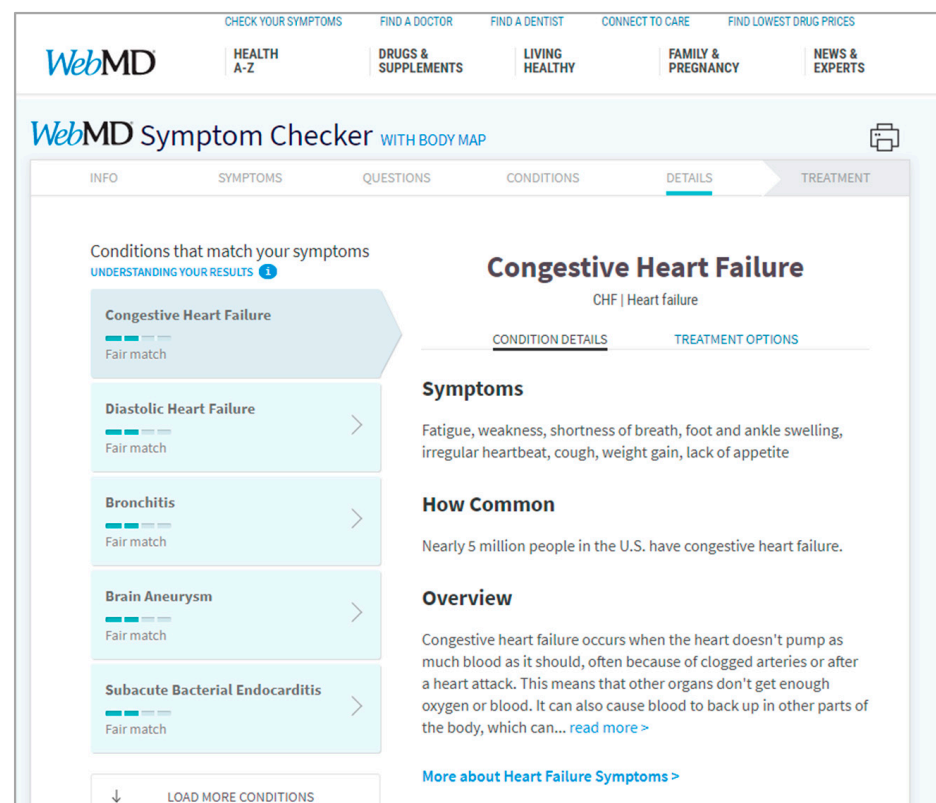 CHECK YOUR SYMPTOMS FIND A DOCTOR FIND A DENTIST CONNECT TO CARE FIND LOWEST DRUG PRICES
WebMD
HEALTH
A-Z
DRUGS &
SUPPLEMENTS
LIVING
HEALTHY
FAMILY &
PREGNANCY
NEWS &
EXPERTS
WebMD Symptom Checker WITH BODY MAP
INFO SYMPTOMS QUESTIONS CONDITIONS DETAILS TREATMENT
Conditions that match your symptoms
UNDERSTANDING YOUR RESULTS i
Congestive Heart Failure
Fair match
Diastolic Heart Failure
Fair match
Bronchitis
Fair match
Brain Aneurysm
Fair match
Subacute Bacterial Endocarditis
Fair match
LOAD MORE CONDITIONS
Congestive Heart Failure
CHF | Heart failure
CONDITION DETAILS TREATMENT OPTIONS
Symptoms
Fatigue, weakness, shortness of breath, foot and ankle swelling,
irregular heartbeat, cough, weight gain, lack of appetite
How Common
Nearly 5 million people in the U.S. have congestive heart failure.
Overview
Congestive heart failure occurs when the heart doesn't pump as
much blood as it should, often because of clogged arteries or after
a heart attack. This means that other organs don't get enough
oxygen or blood. It can also cause blood to back up in other parts of
the body, which can... read more >
More about Heart Failure Symptoms >